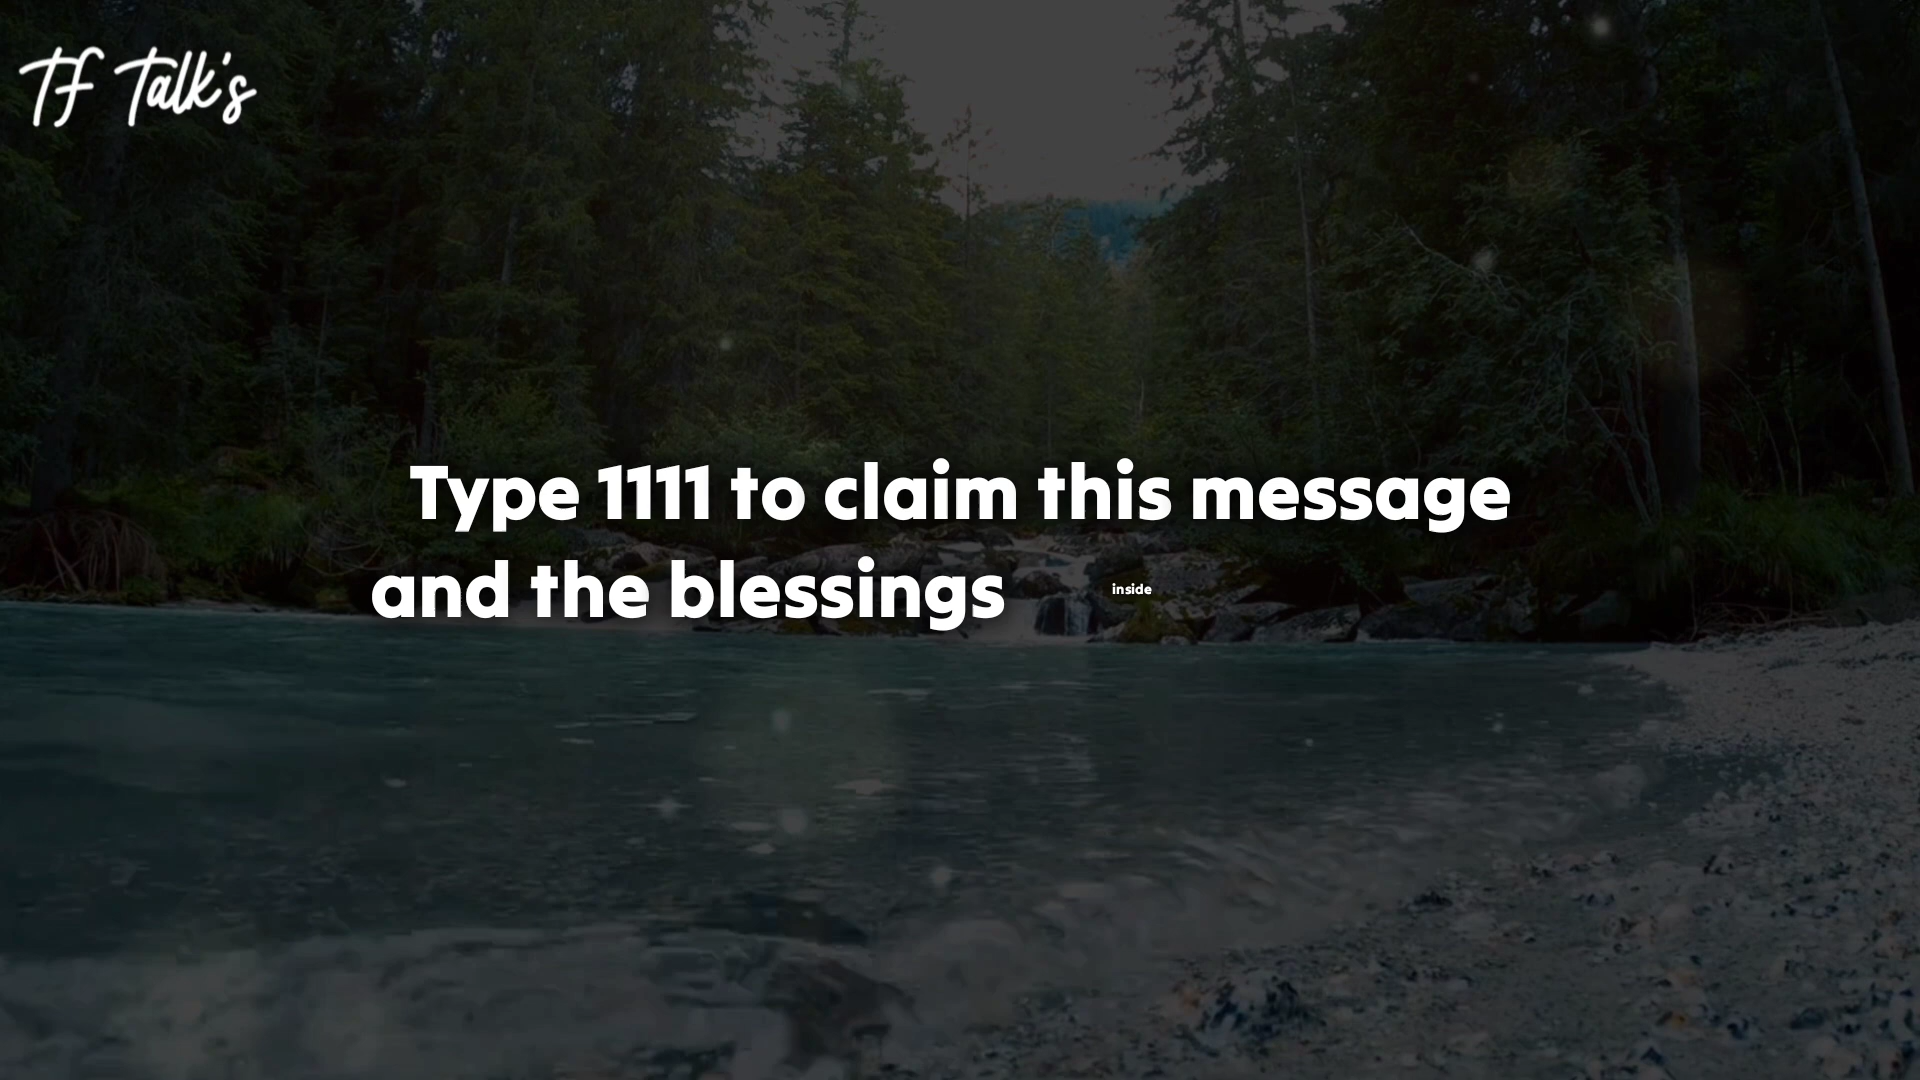 TF Talk's
Type 1111 to claim this message
and the blessings inside